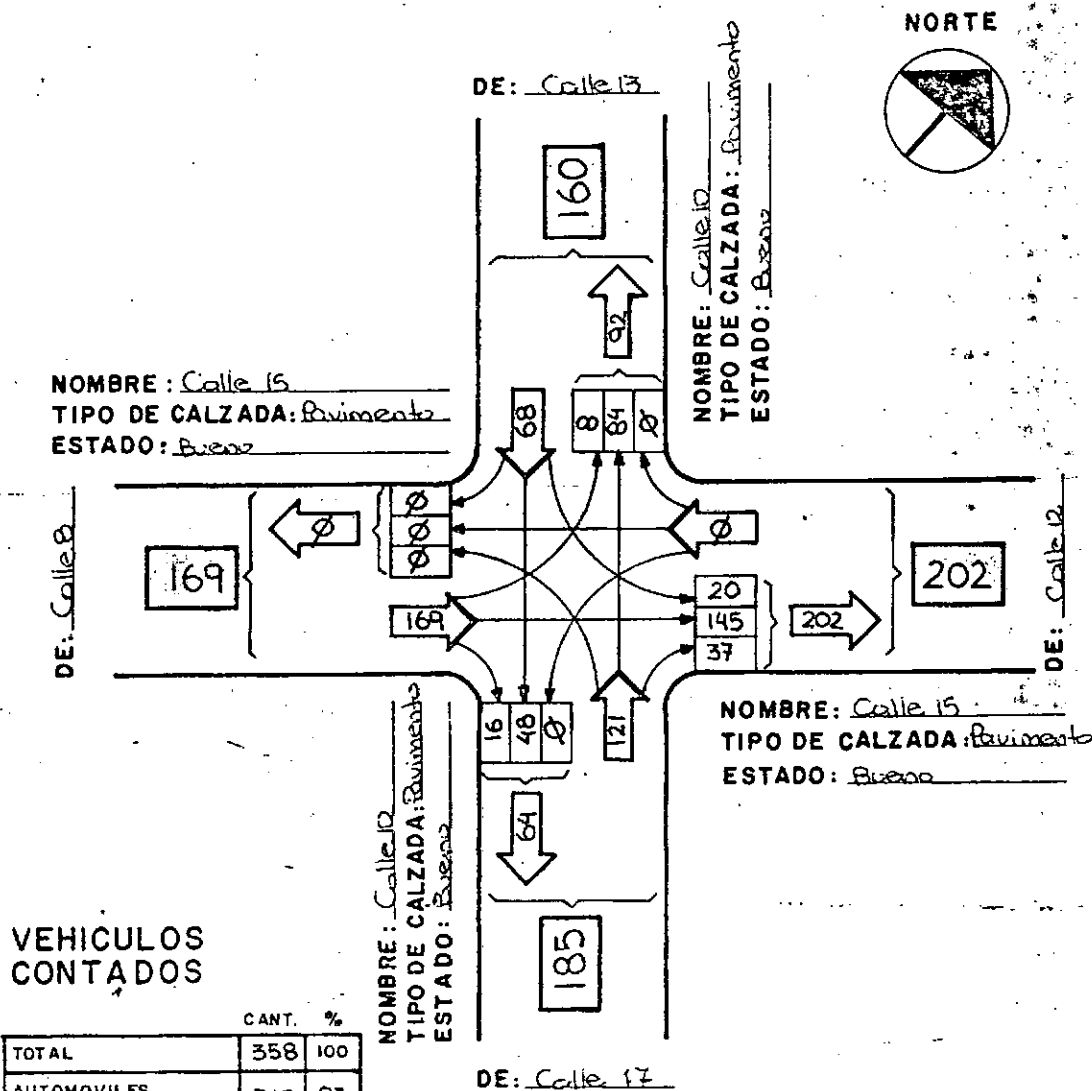 NORTE
DE: Calle 13
160
NOMBRE: Calle 10
TIPO DE CALZADA: Pavimento
ESTADO: Bueno
92
NOMBRE: Calle 15
TIPO DE CALZADA: Pavimento
ESTADO: Bueno
68
8 84 Ø
DE: Calle 8
169
Ø
Ø
Ø
Ø
Ø
202
DE: Calle 12
169
20
145
37
202
16 48 Ø
121
NOMBRE: Calle 15
TIPO DE CALZADA: Pavimento
ESTADO: Bueno
NOMBRE: Calle 10
TIPO DE CALZADA: Pavimento
ESTADO: Bueno
64
185
VEHICULOS
CONTADOS
CANT. %
TOTAL 358 100
AUTOMOVILES
DE: Calle 17